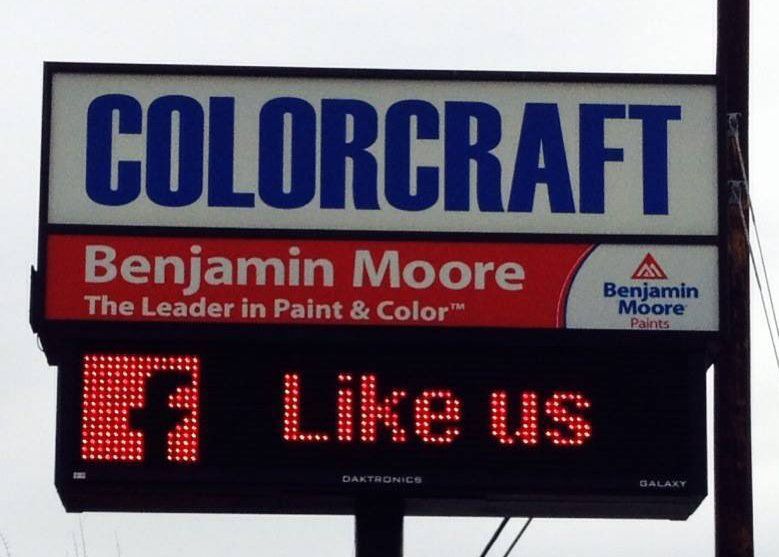 COLORCRAFT
Benjamin Moore
The Leader in Paint & Color™
Benjamin
Moore
Paints
f Like us
DAKTRONICS
GALAXY